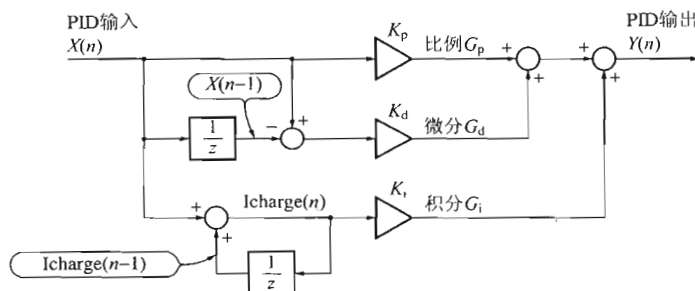 PID输入
X(n)
PID输出
Y(n)
Kp
比例Gp
+
+
+
+
X(n−1)
−
+
1/z
Kd
微分Gd
Icharge(n)
Kt
积分Gi
+
+
Icharge(n−1)
1/z